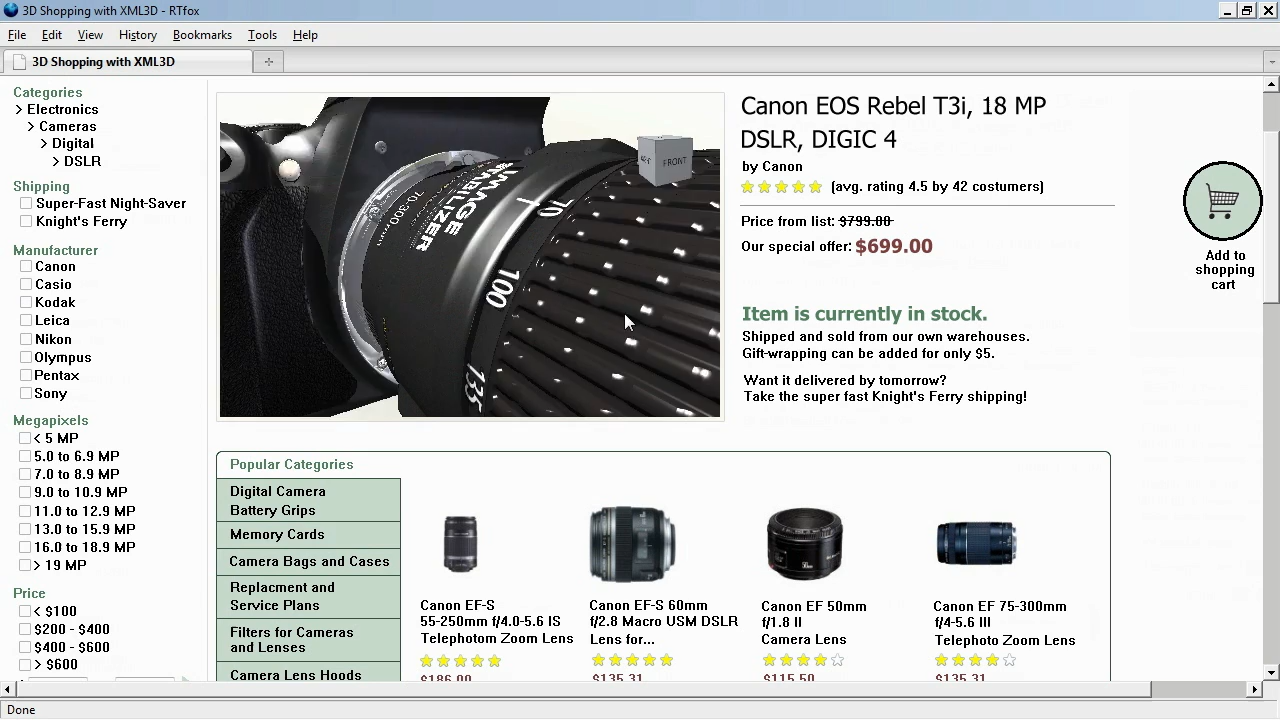 3D Shopping with XML3D - RTfox
File Edit View History Bookmarks Tools Help
3D Shopping with XML3D
Categories
> Electronics
> Cameras
> Digital
> DSLR
Shipping
Super-Fast Night-Saver
Knight's Ferry
Manufacturer
Canon
Casio
Kodak
Leica
Nikon
Olympus
Pentax
Sony
Megapixels
< 5 MP
5.0 to 6.9 MP
7.0 to 8.9 MP
9.0 to 10.9 MP
11.0 to 12.9 MP
13.0 to 15.9 MP
16.0 to 18.9 MP
> 19 MP
Price
< $100
$200 - $400
$400 - $600
> $600
IMAGE
STABILIZER
70-300mm
70
100
135
FRONT
Canon EOS Rebel T3i, 18 MP
DSLR, DIGIC 4
by Canon
(avg. rating 4.5 by 42 costumers)
Price from list: $799.00
Our special offer: $699.00
Item is currently in stock.
Shipped and sold from our own warehouses.
Gift-wrapping can be added for only $5.
Want it delivered by tomorrow?
Take the super fast Knight's Ferry shipping!
Add to
shopping
cart
Popular Categories
Digital Camera
Battery Grips
Memory Cards
Camera Bags and Cases
Replacment and
Service Plans
Filters for Cameras
and Lenses
Camera Lens Hoods
Canon EF-S
55-250mm f/4.0-5.6 IS
Telephotom Zoom Lens
$186.00
Canon EF-S 60mm
f/2.8 Macro USM DSLR
Lens for...
$135.31
Canon EF 50mm
f/1.8 II
Camera Lens
$115.50
Canon EF 75-300mm
f/4-5.6 III
Telephoto Zoom Lens
$135.31
Done